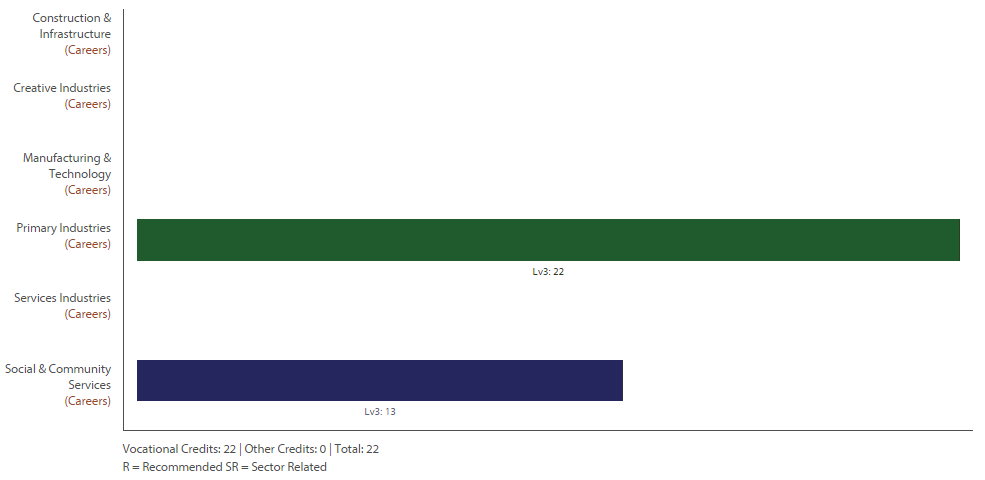 Construction &
Infrastructure
(Careers)
Creative Industries
(Careers)
Manufacturing &
Technology
(Careers)
Primary Industries
(Careers)
Lv3: 22
Services Industries
(Careers)
Social & Community
Services
(Careers)
Lv3: 13
Vocational Credits: 22 | Other Credits: 0 | Total: 22
R = Recommended SR = Sector Related